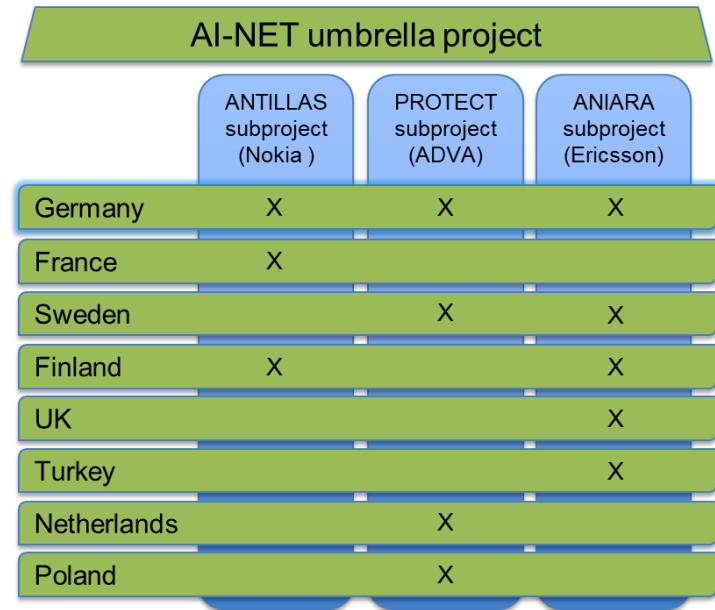 AI-NET umbrella project
ANTILLAS
subproject
(Nokia )
PROTECT
subproject
(ADVA)
ANIARA
subproject
(Ericsson)
Germany X X X
France X
Sweden X X
Finland X X
UK X
Turkey X
Netherlands X
Poland X